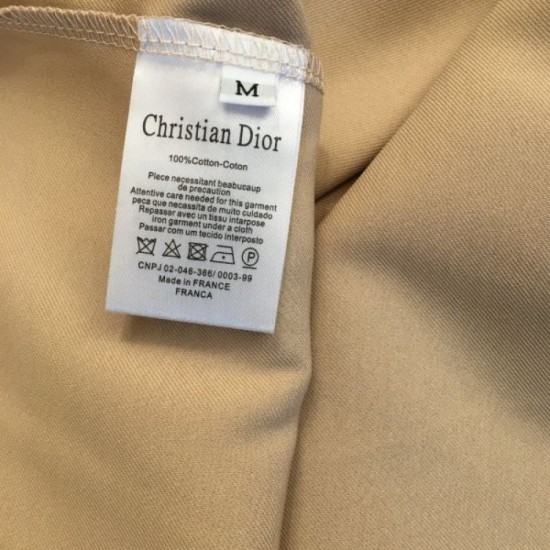 M
Christian Dior
100%Cotton-Coton
Piece necessitant beabucaup
de precaution
Attentive care needed for this garment
peca que necessita de muito cuidado
Repasser avec un tissu intarpose
iron garment under a cloth
Passar com um tecido interposto
P
CNPJ 02-046-366/ 0003-99
Made in FRANCE
FRANCA